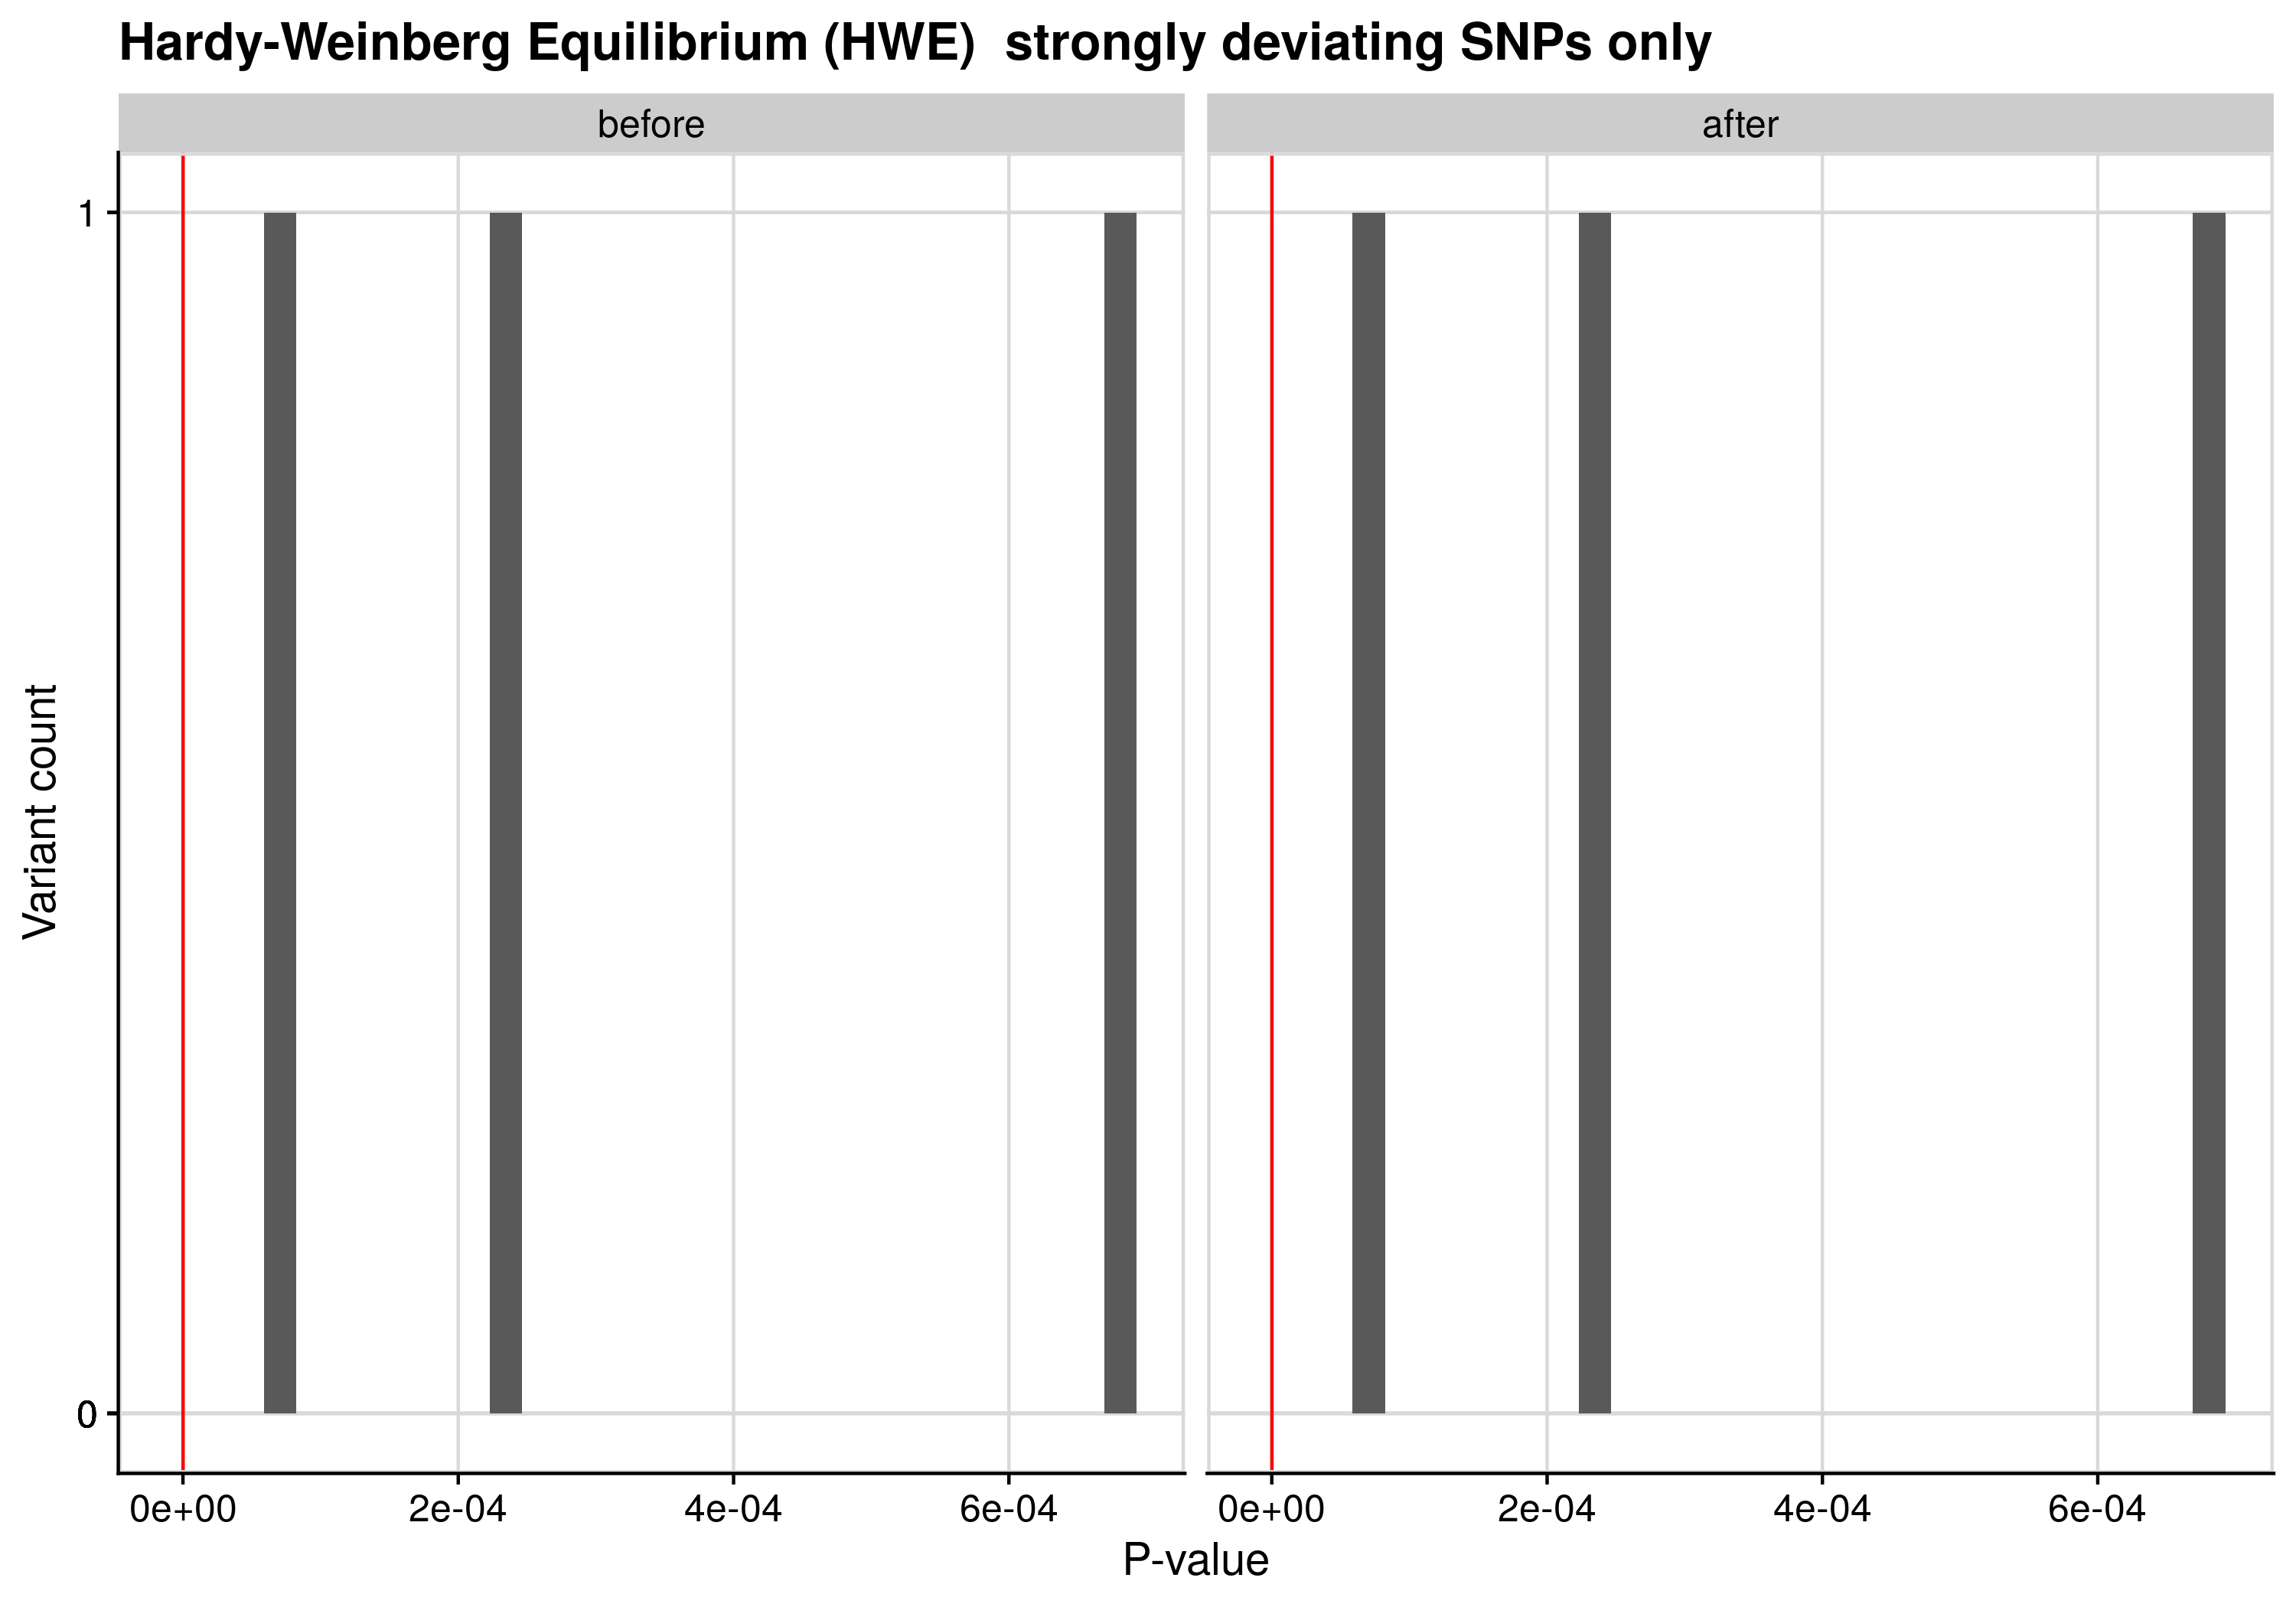 Hardy-Weinberg Equilibrium (HWE)  strongly deviating SNPs only
before
after
Variant count
1
0
0e+00
2e-04
4e-04
6e-04
0e+00
2e-04
4e-04
6e-04
P-value